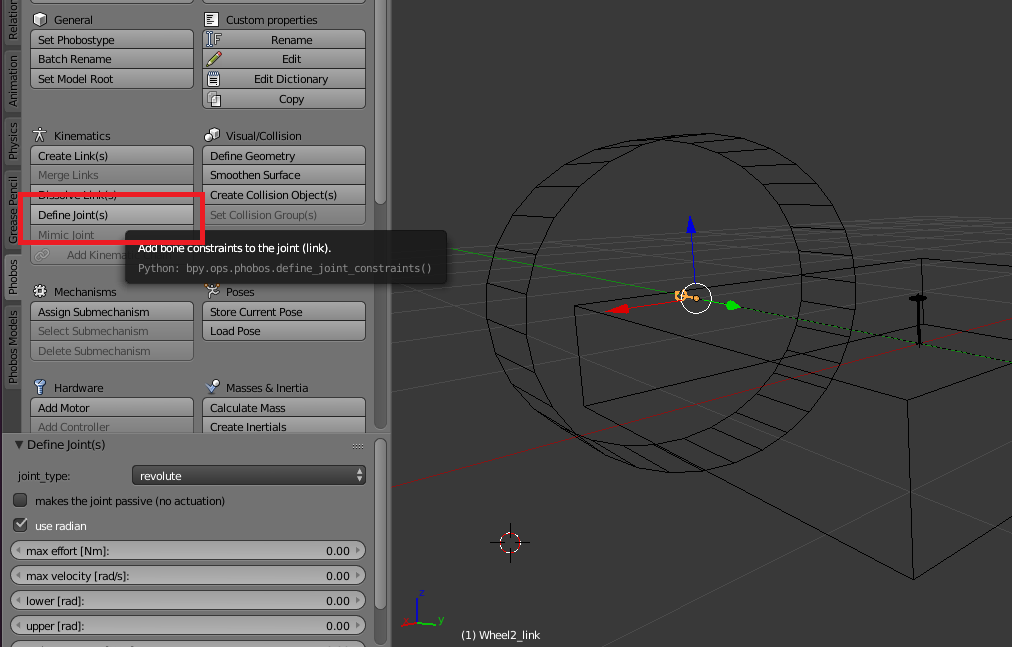 Relation
Animation
Physics
Grease Pencil
Phobos
Phobos Models
General
Set Phobostype
Batch Rename
Set Model Root
Custom properties
Rename
Edit
Edit Dictionary
Copy
Kinematics
Create Link(s)
Merge Links
Dissolve Link(s)
Define Joint(s)
Mimic Joint
Add Kinema
Visual/Collision
Define Geometry
Smoothen Surface
Create Collision Object(s)
Set Collision Group(s)
Add bone constraints to the joint (link).
Python: bpy.ops.phobos.define_joint_constraints()
Mechanisms
Assign Submechanism
Select Submechanism
Delete Submechanism
Poses
Store Current Pose
Load Pose
Hardware
Add Motor
Add Controller
Masses & Inertia
Calculate Mass
Create Inertials
Define Joint(s)
joint_type: revolute
makes the joint passive (no actuation)
use radian
max effort [Nm]: 0.00
max velocity [rad/s]: 0.00
lower [rad]: 0.00
upper [rad]: 0.00
z
x y
(1) Wheel2_link